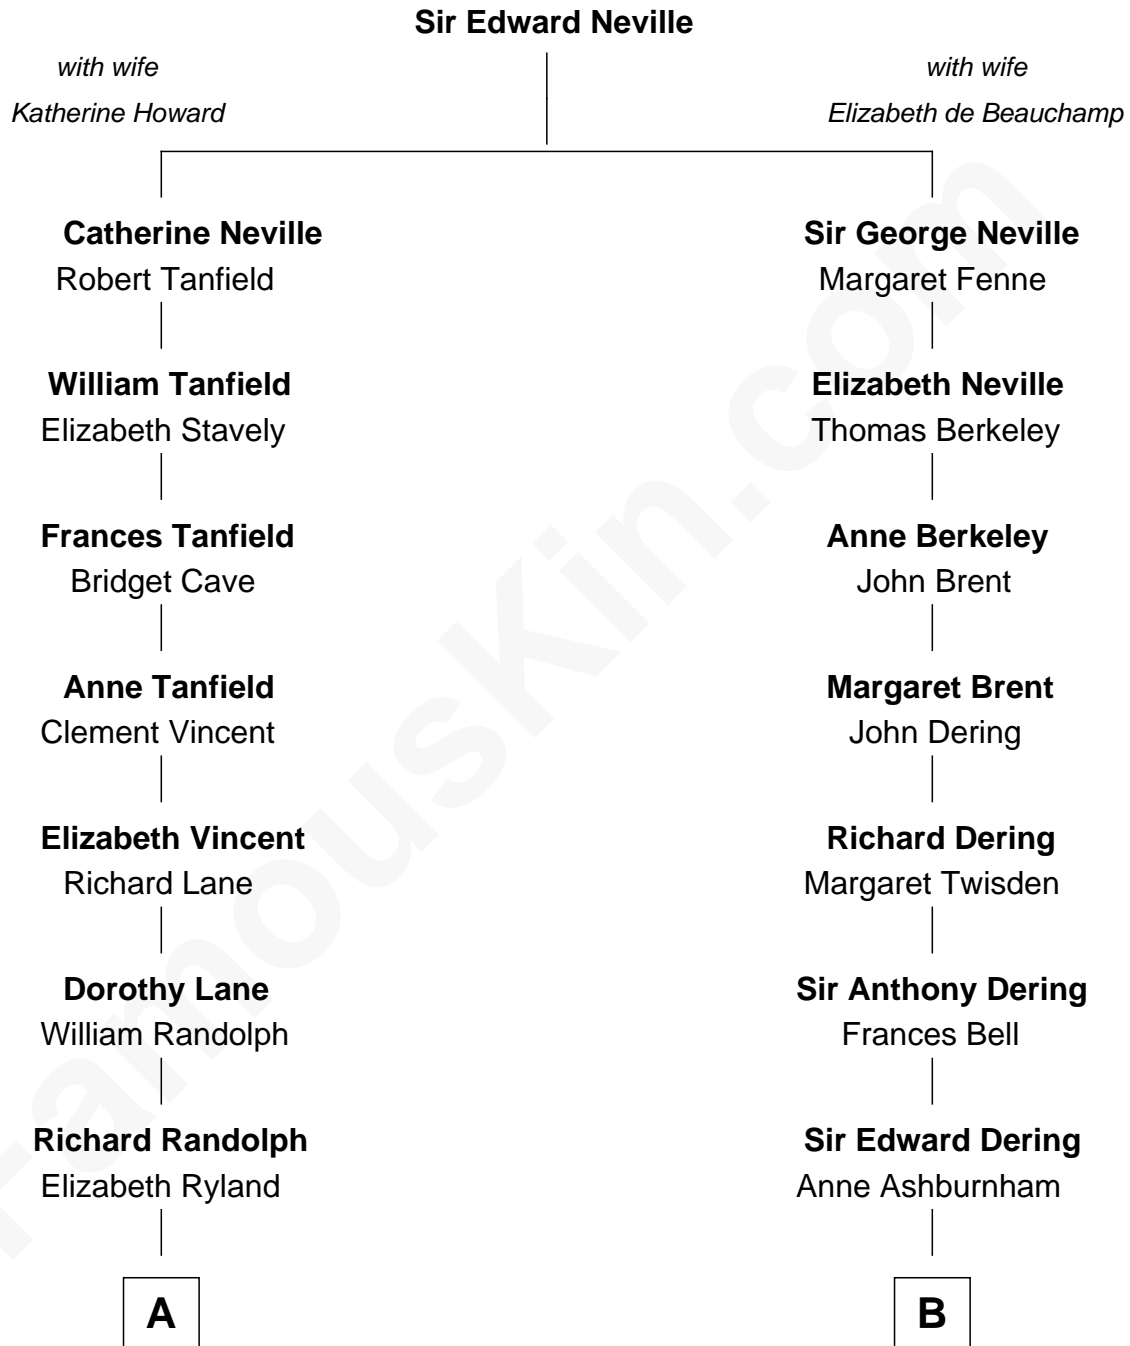 Sir Edward Neville
with wife
Katherine Howard
with wife
Elizabeth de Beauchamp
Catherine Neville
Robert Tanfield
Sir George Neville
Margaret Fenne
William Tanfield
Elizabeth Stavely
Elizabeth Neville
Thomas Berkeley
Frances Tanfield
Bridget Cave
Anne Berkeley
John Brent
Anne Tanfield
Clement Vincent
Margaret Brent
John Dering
Elizabeth Vincent
Richard Lane
Richard Dering
Margaret Twisden
Dorothy Lane
William Randolph
Sir Anthony Dering
Frances Bell
Richard Randolph
Elizabeth Ryland
Sir Edward Dering
Anne Ashburnham
A
B
FamousKin.com